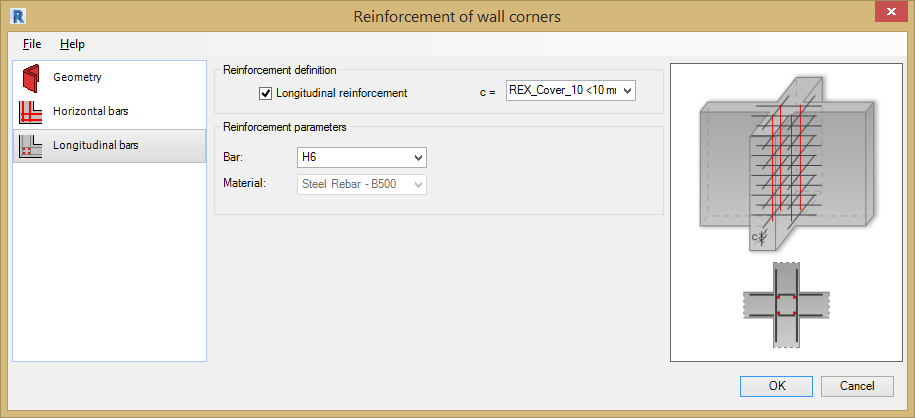 Reinforcement of wall corners
File Help
Geometry
Horizontal bars
Longitudinal bars
Reinforcement definition
Longitudinal reinforcement c = REX_Cover_10 <10 m
Reinforcement parameters
Bar: H6
Material: Steel Rebar - B500
c
OK Cancel